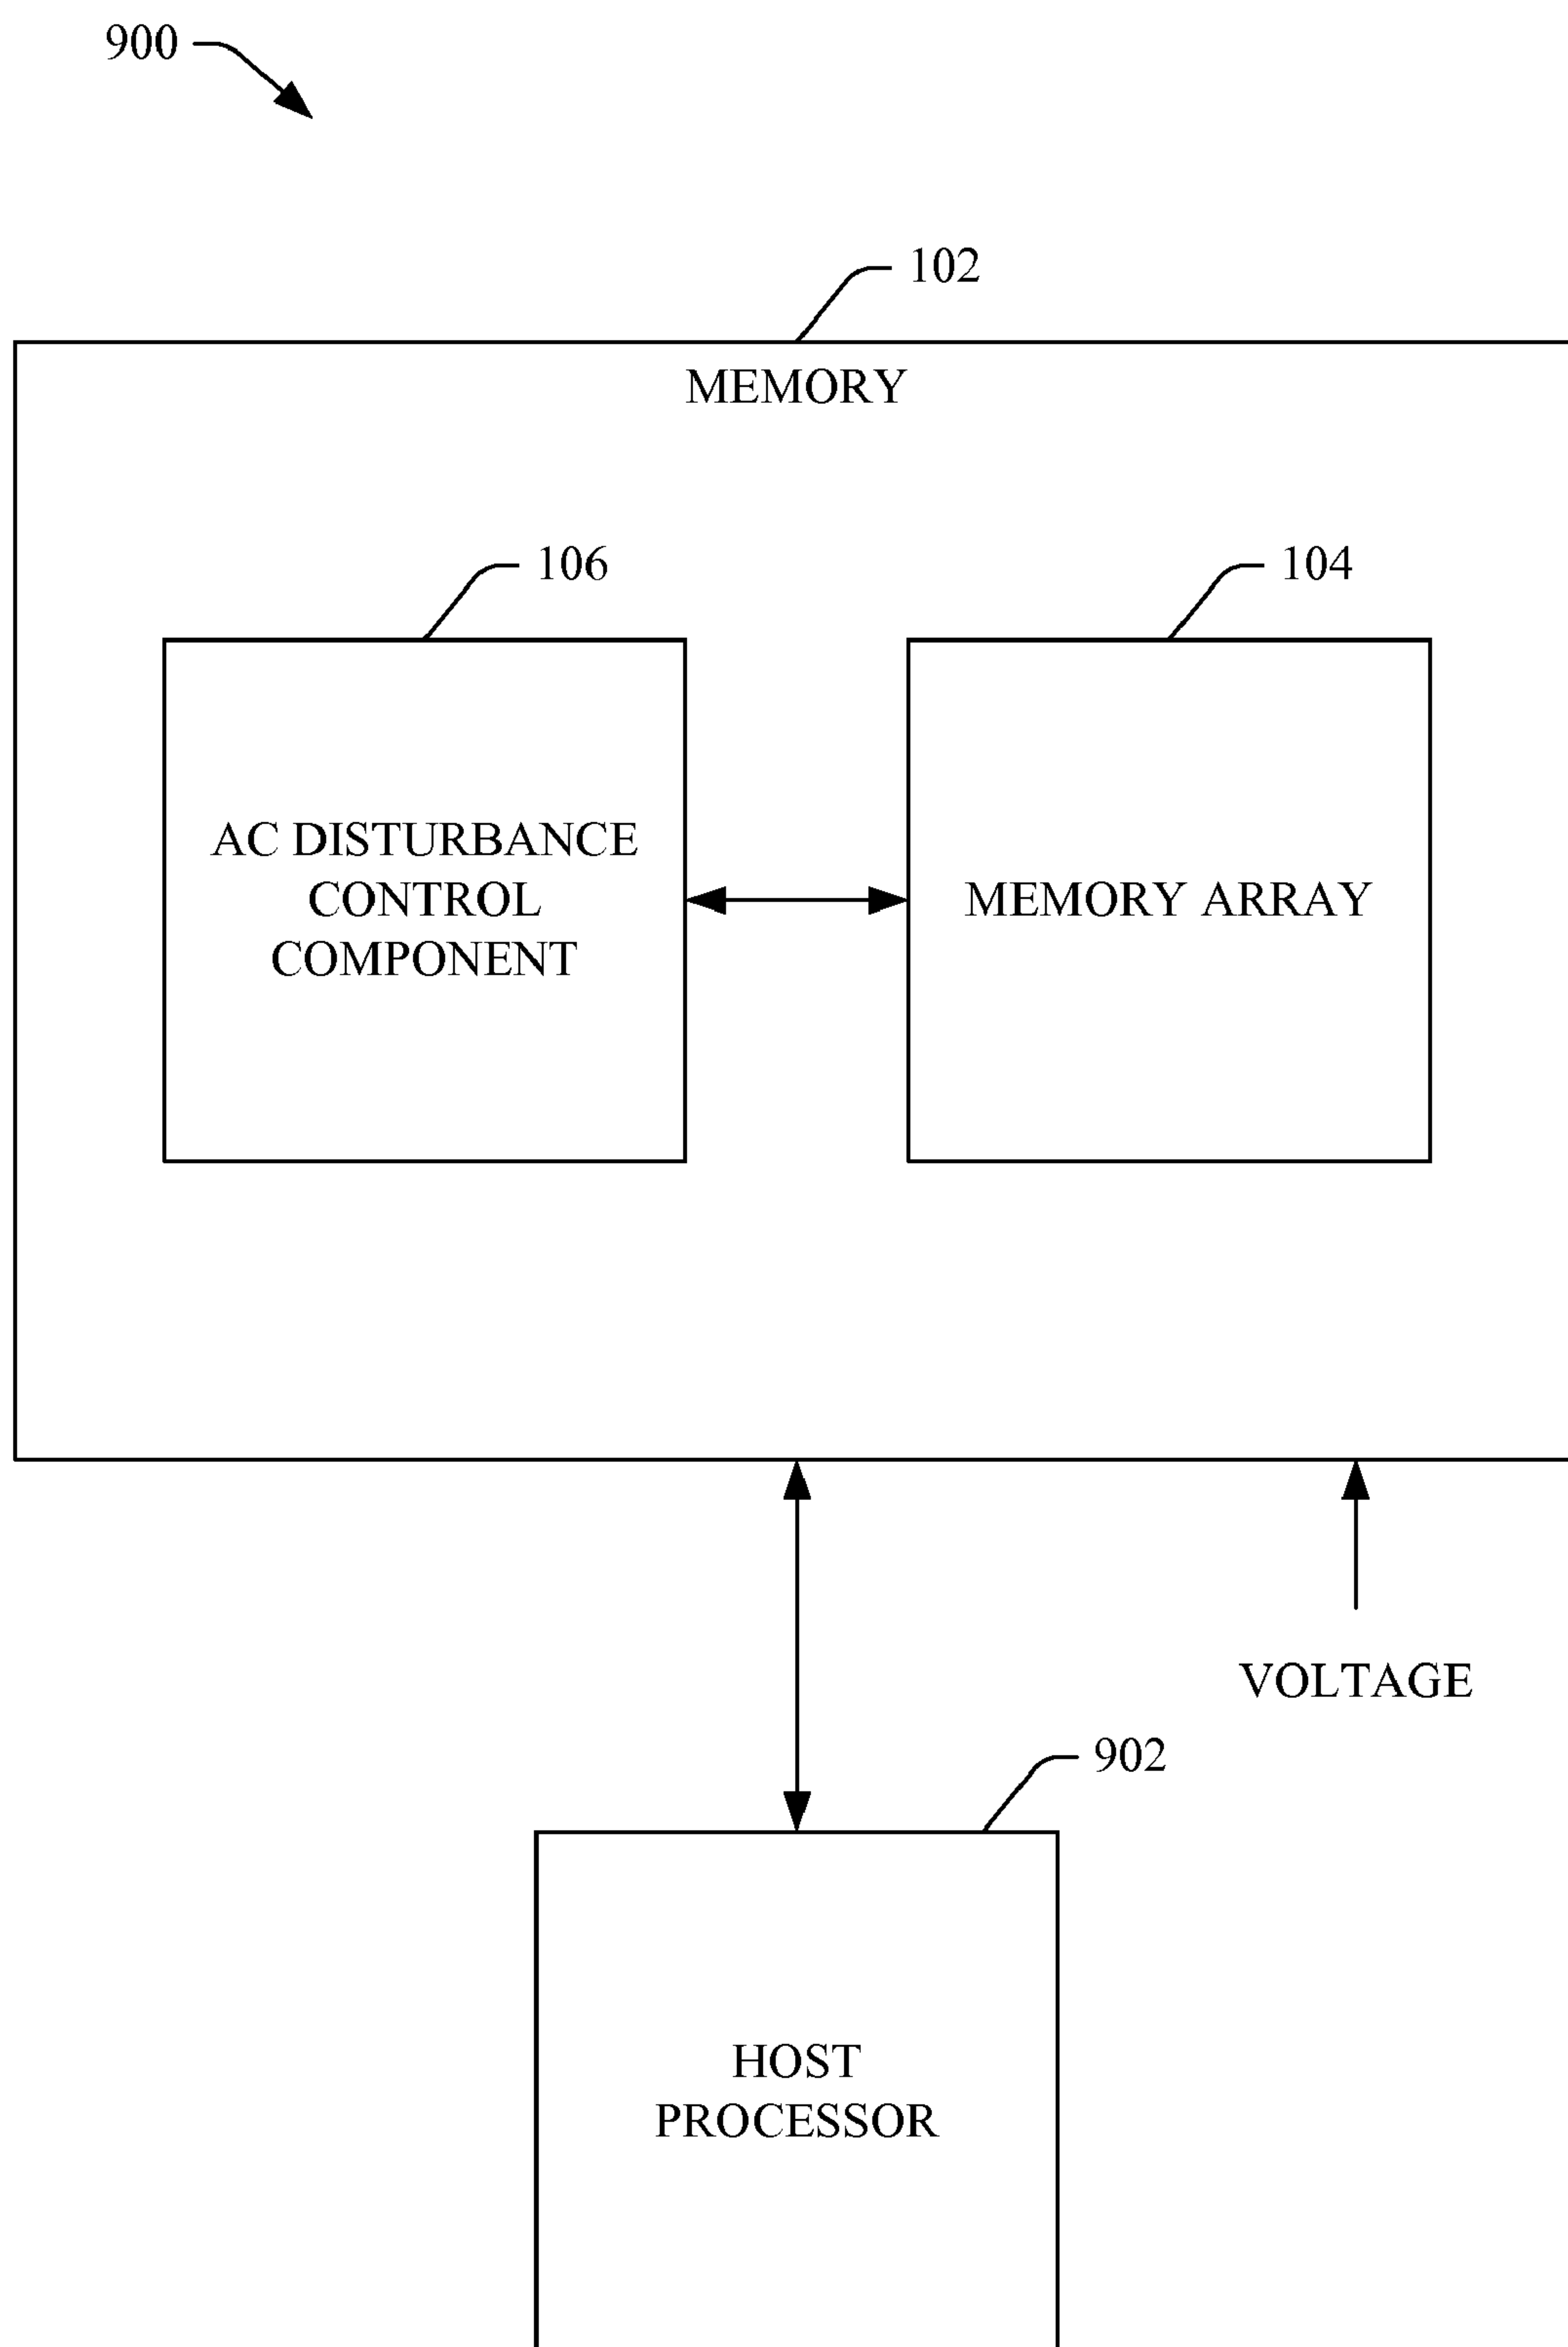 900
102
MEMORY
106
104
AC DISTURBANCE
CONTROL
COMPONENT
MEMORY ARRAY
VOLTAGE
902
HOST
PROCESSOR